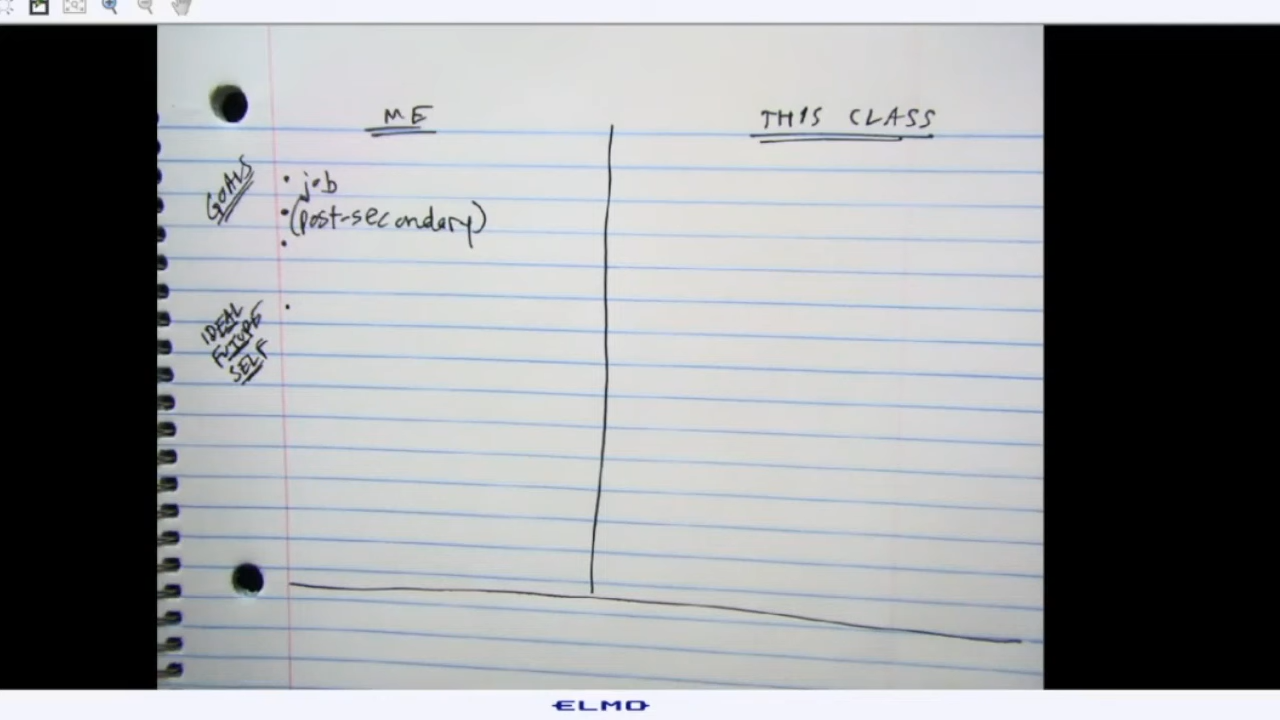 ME
THIS CLASS
GOALS
• job
• (post-secondary)
•
IDEAL
FUTURE
SELF
•
ELMO